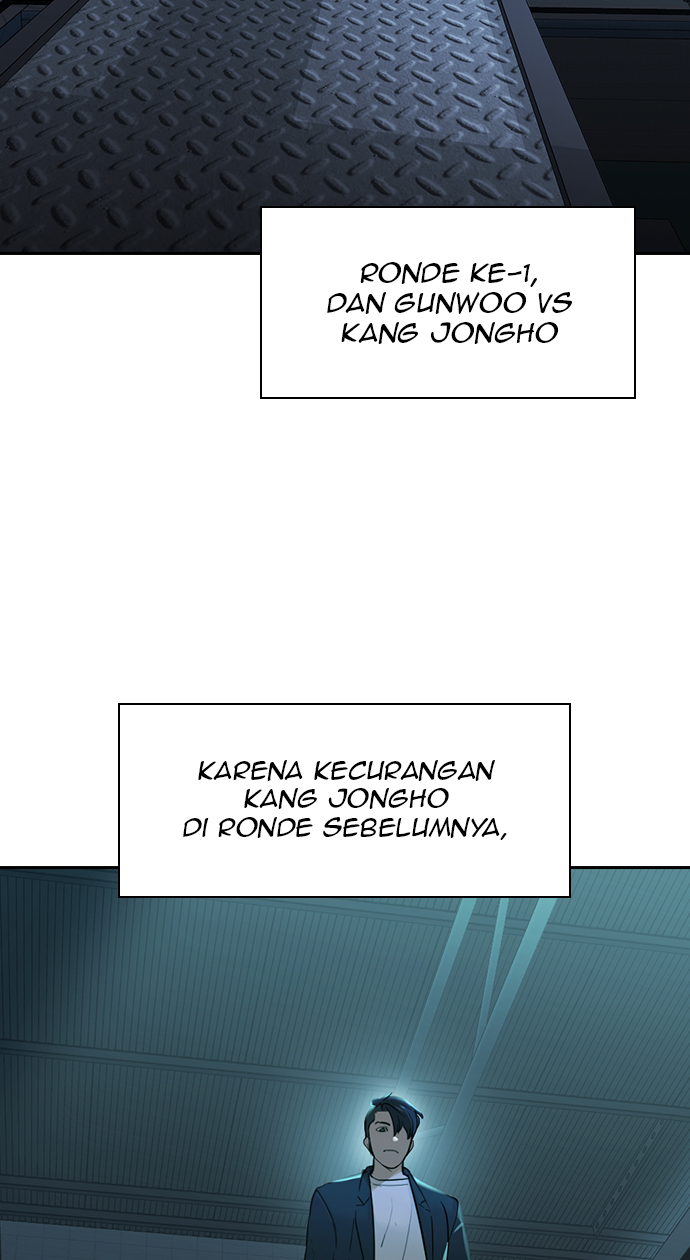 RONDE KE-1,
DAN GUNWOO VS
KANG JONGHO
KARENA KECURANGAN
KANG JONGHO
DI RONDE SEBELUMNYA,